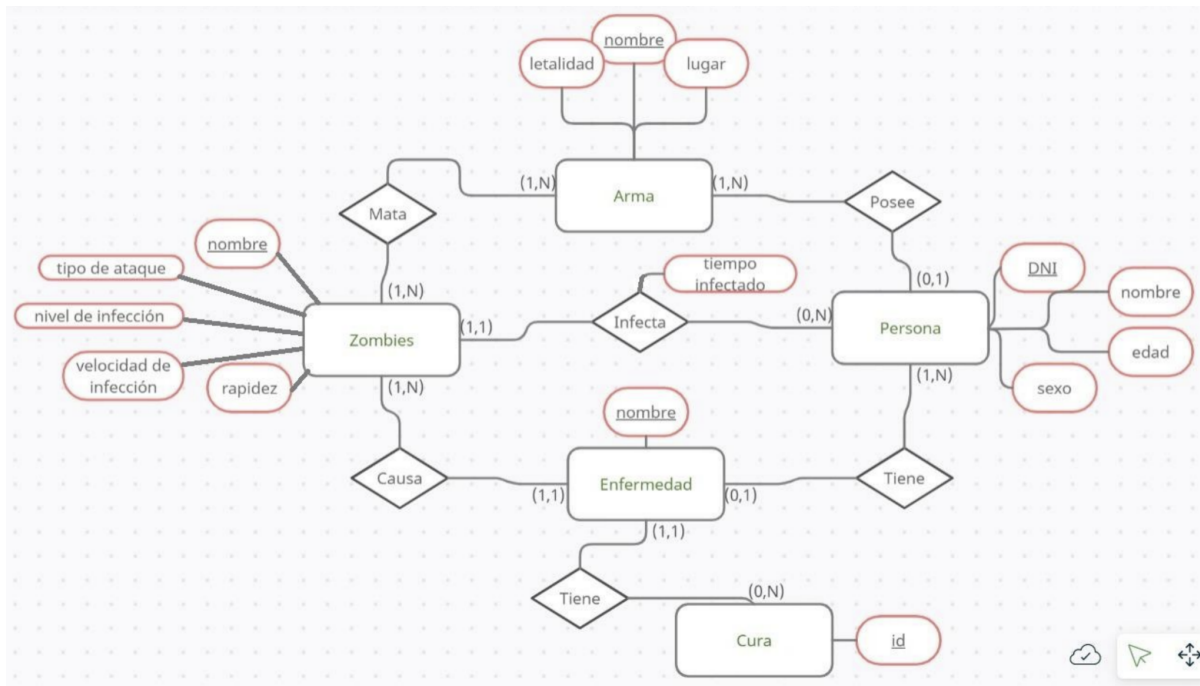 nombre
letalidad
lugar
(1,N)
Arma
(1,N)
Mata
Posee
nombre
tipo de ataque
tiempo
infectado
DNI
nombre
(1,N)
(0,1)
nivel de infección
(1,1)
Infecta
(0,N)
Persona
Zombies
edad
velocidad de
infección
rapidez
(1,N)
(1,N)
sexo
nombre
Causa
(1,1)
Enfermedad
(0,1)
Tiene
(1,1)
Tiene
(0,N)
Cura
id